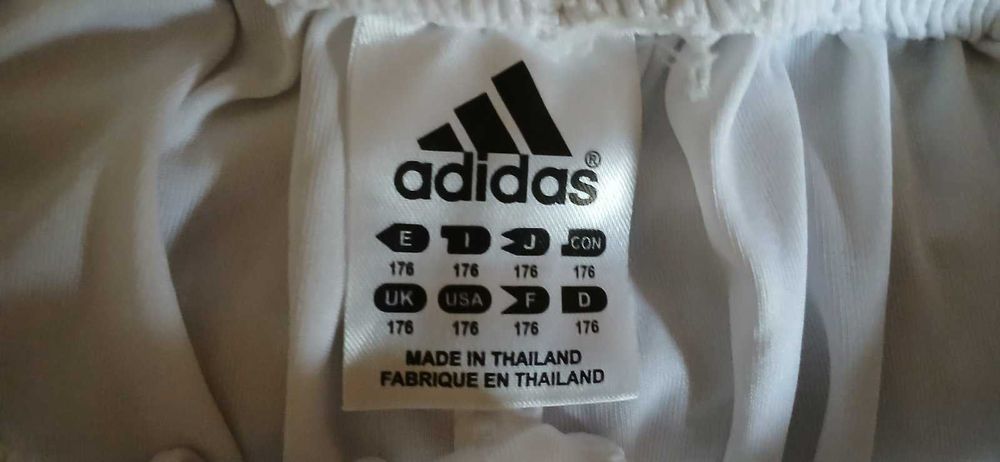 adidas®
E I J CON
176 176 176 176
UK USA F D
176 176 176 176
MADE IN THAILAND
FABRIQUE EN THAILAND